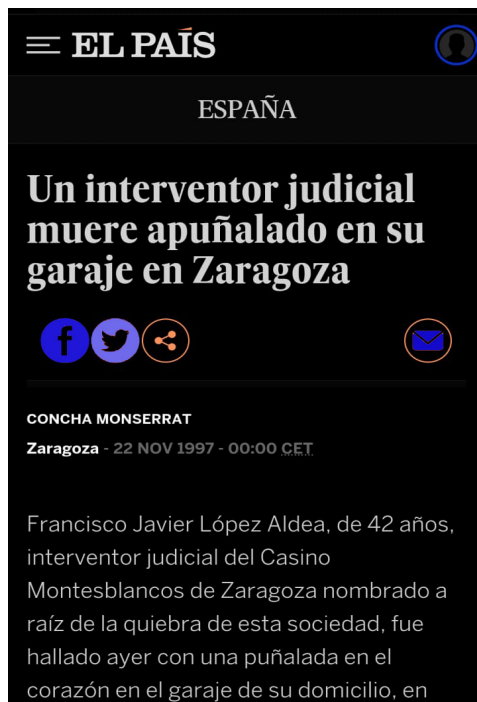 EL PAÍS
ESPAÑA
Un interventor judicial
muere apuñalado en su
garaje en Zaragoza
CONCHA MONSERRAT
Zaragoza - 22 NOV 1997 - 00:00 CET
Francisco Javier López Aldea, de 42 años,
interventor judicial del Casino
Montesblancos de Zaragoza nombrado a
raíz de la quiebra de esta sociedad, fue
hallado ayer con una puñalada en el
corazón en el garaje de su domicilio, en